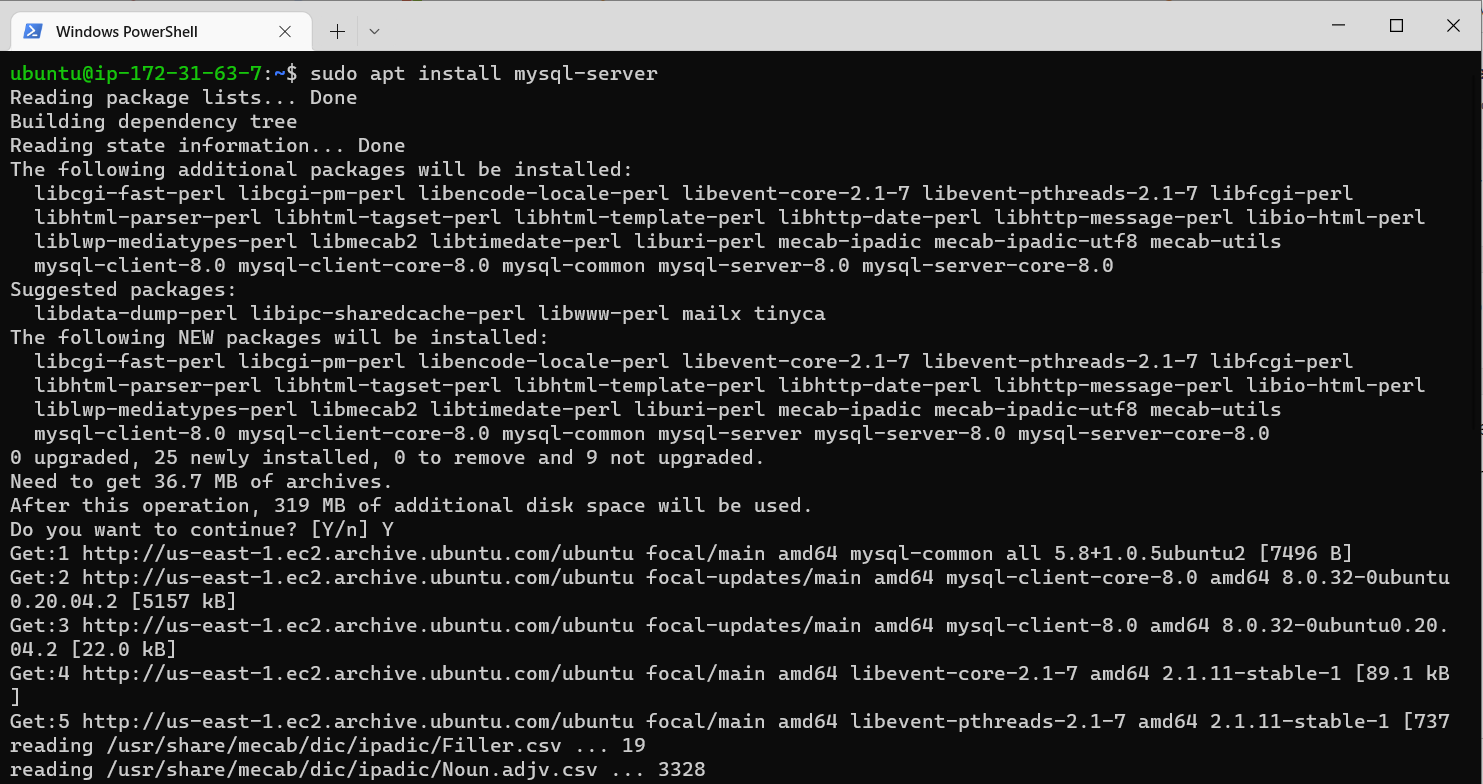 Windows PowerShell
ubuntu@ip-172-31-63-7:~$ sudo apt install mysql-server
Reading package lists... Done
Building dependency tree
Reading state information... Done
The following additional packages will be installed:
  libcgi-fast-perl libcgi-pm-perl libencode-locale-perl libevent-core-2.1-7 libevent-pthreads-2.1-7 libfcgi-perl
  libhtml-parser-perl libhtml-tagset-perl libhtml-template-perl libhttp-date-perl libhttp-message-perl libio-html-perl
  liblwp-mediatypes-perl libmecab2 libtimedate-perl liburi-perl mecab-ipadic mecab-ipadic-utf8 mecab-utils
  mysql-client-8.0 mysql-client-core-8.0 mysql-common mysql-server-8.0 mysql-server-core-8.0
Suggested packages:
  libdata-dump-perl libipc-sharedcache-perl libwww-perl mailx tinyca
The following NEW packages will be installed:
  libcgi-fast-perl libcgi-pm-perl libencode-locale-perl libevent-core-2.1-7 libevent-pthreads-2.1-7 libfcgi-perl
  libhtml-parser-perl libhtml-tagset-perl libhtml-template-perl libhttp-date-perl libhttp-message-perl libio-html-perl
  liblwp-mediatypes-perl libmecab2 libtimedate-perl liburi-perl mecab-ipadic mecab-ipadic-utf8 mecab-utils
  mysql-client-8.0 mysql-client-core-8.0 mysql-common mysql-server mysql-server-8.0 mysql-server-core-8.0
0 upgraded, 25 newly installed, 0 to remove and 9 not upgraded.
Need to get 36.7 MB of archives.
After this operation, 319 MB of additional disk space will be used.
Do you want to continue? [Y/n] Y
Get:1 http://us-east-1.ec2.archive.ubuntu.com/ubuntu focal/main amd64 mysql-common all 5.8+1.0.5ubuntu2 [7496 B]
Get:2 http://us-east-1.ec2.archive.ubuntu.com/ubuntu focal-updates/main amd64 mysql-client-core-8.0 amd64 8.0.32-0ubuntu
0.20.04.2 [5157 kB]
Get:3 http://us-east-1.ec2.archive.ubuntu.com/ubuntu focal-updates/main amd64 mysql-client-8.0 amd64 8.0.32-0ubuntu0.20.
04.2 [22.0 kB]
Get:4 http://us-east-1.ec2.archive.ubuntu.com/ubuntu focal/main amd64 libevent-core-2.1-7 amd64 2.1.11-stable-1 [89.1 kB
]
Get:5 http://us-east-1.ec2.archive.ubuntu.com/ubuntu focal/main amd64 libevent-pthreads-2.1-7 amd64 2.1.11-stable-1 [737
reading /usr/share/mecab/dic/ipadic/Filler.csv ... 19
reading /usr/share/mecab/dic/ipadic/Noun.adjv.csv ... 3328